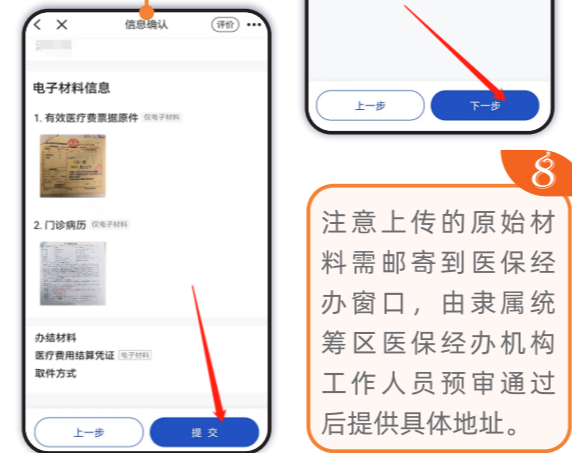 信息确认
评价
电子材料信息
1. 有效医疗费票据原件 仅电子材料
2. 门诊病历 仅电子材料
办结材料
医疗费用结算凭证 电子材料
取件方式
上一步
提 交
上一步
下一步
8
注意上传的原始材
料需邮寄到医保经
办窗口，由隶属统
筹区医保经办机构
工作人员预审通过
后提供具体地址。